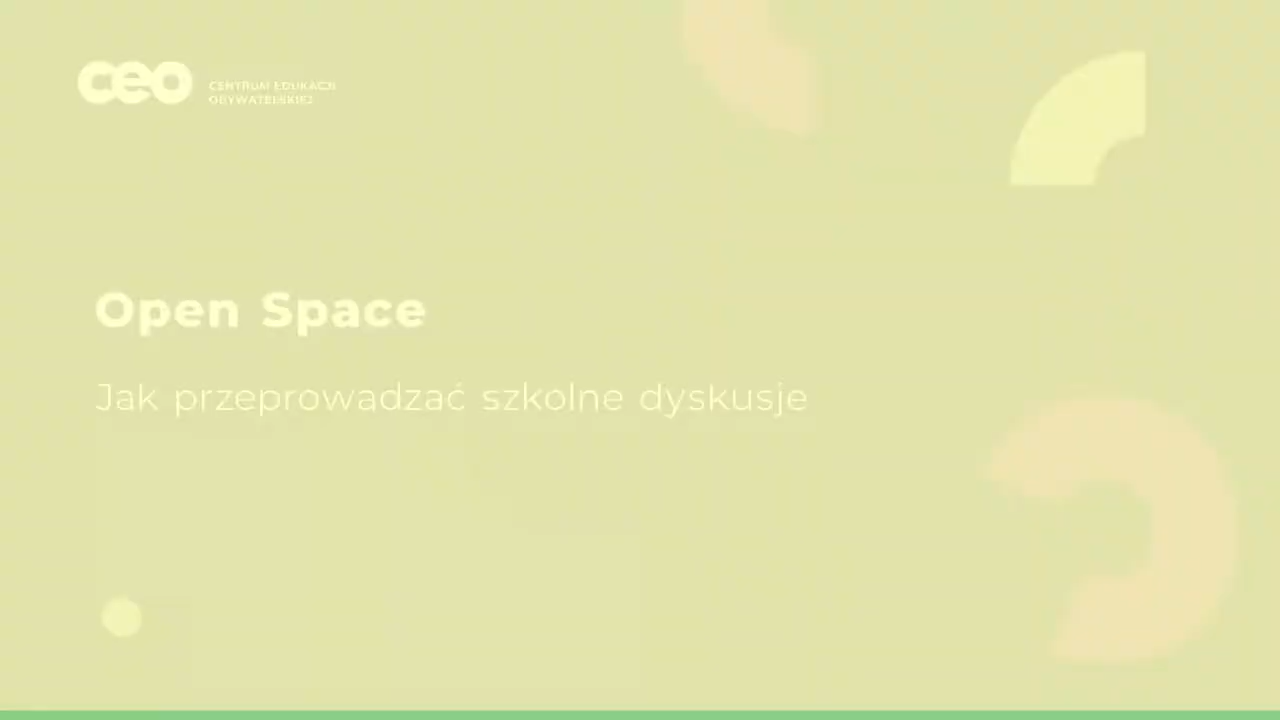 ceo
CENTRUM EDUKACJI
OBYWATELSKIEJ
Open Space
Jak przeprowadzać szkolne dyskusje